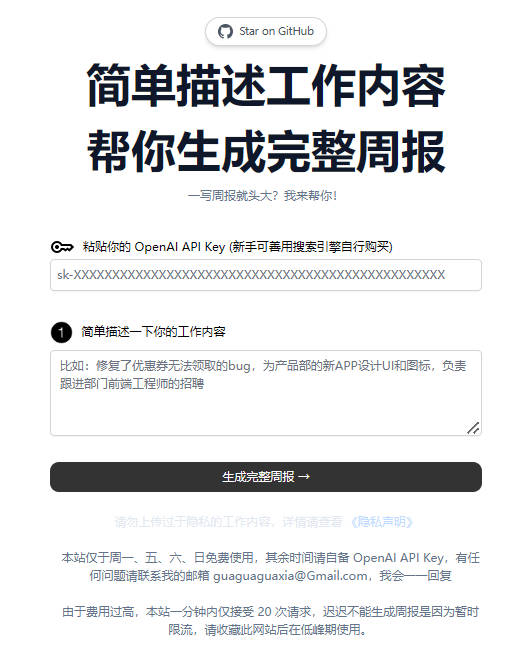 Star on GitHub
简单描述工作内容
帮你生成完整周报
一写周报就头大？我来帮你！
粘贴你的 OpenAI API Key (新手可善用搜索引擎自行购买)
sk-XXXXXXXXXXXXXXXXXXXXXXXXXXXXXXXXXXXXXXXXXXXXXXXX
1 简单描述一下你的工作内容
比如：修复了优惠券无法领取的bug，为产品部的新APP设计UI和图标，负责
跟进部门前端工程师的招聘
生成完整周报 →
请勿上传过于隐私的工作内容，详情请查看 《隐私声明》
本站仅于周一、五、六、日免费使用，其余时间请自备 OpenAI API Key，有任
何问题请联系我的邮箱 guaguaguaxia@Gmail.com，我会一一回复
由于费用过高，本站一分钟内仅接受 20 次请求，迟迟不能生成周报是因为暂时
限流，请收藏此网站后在低峰期使用。